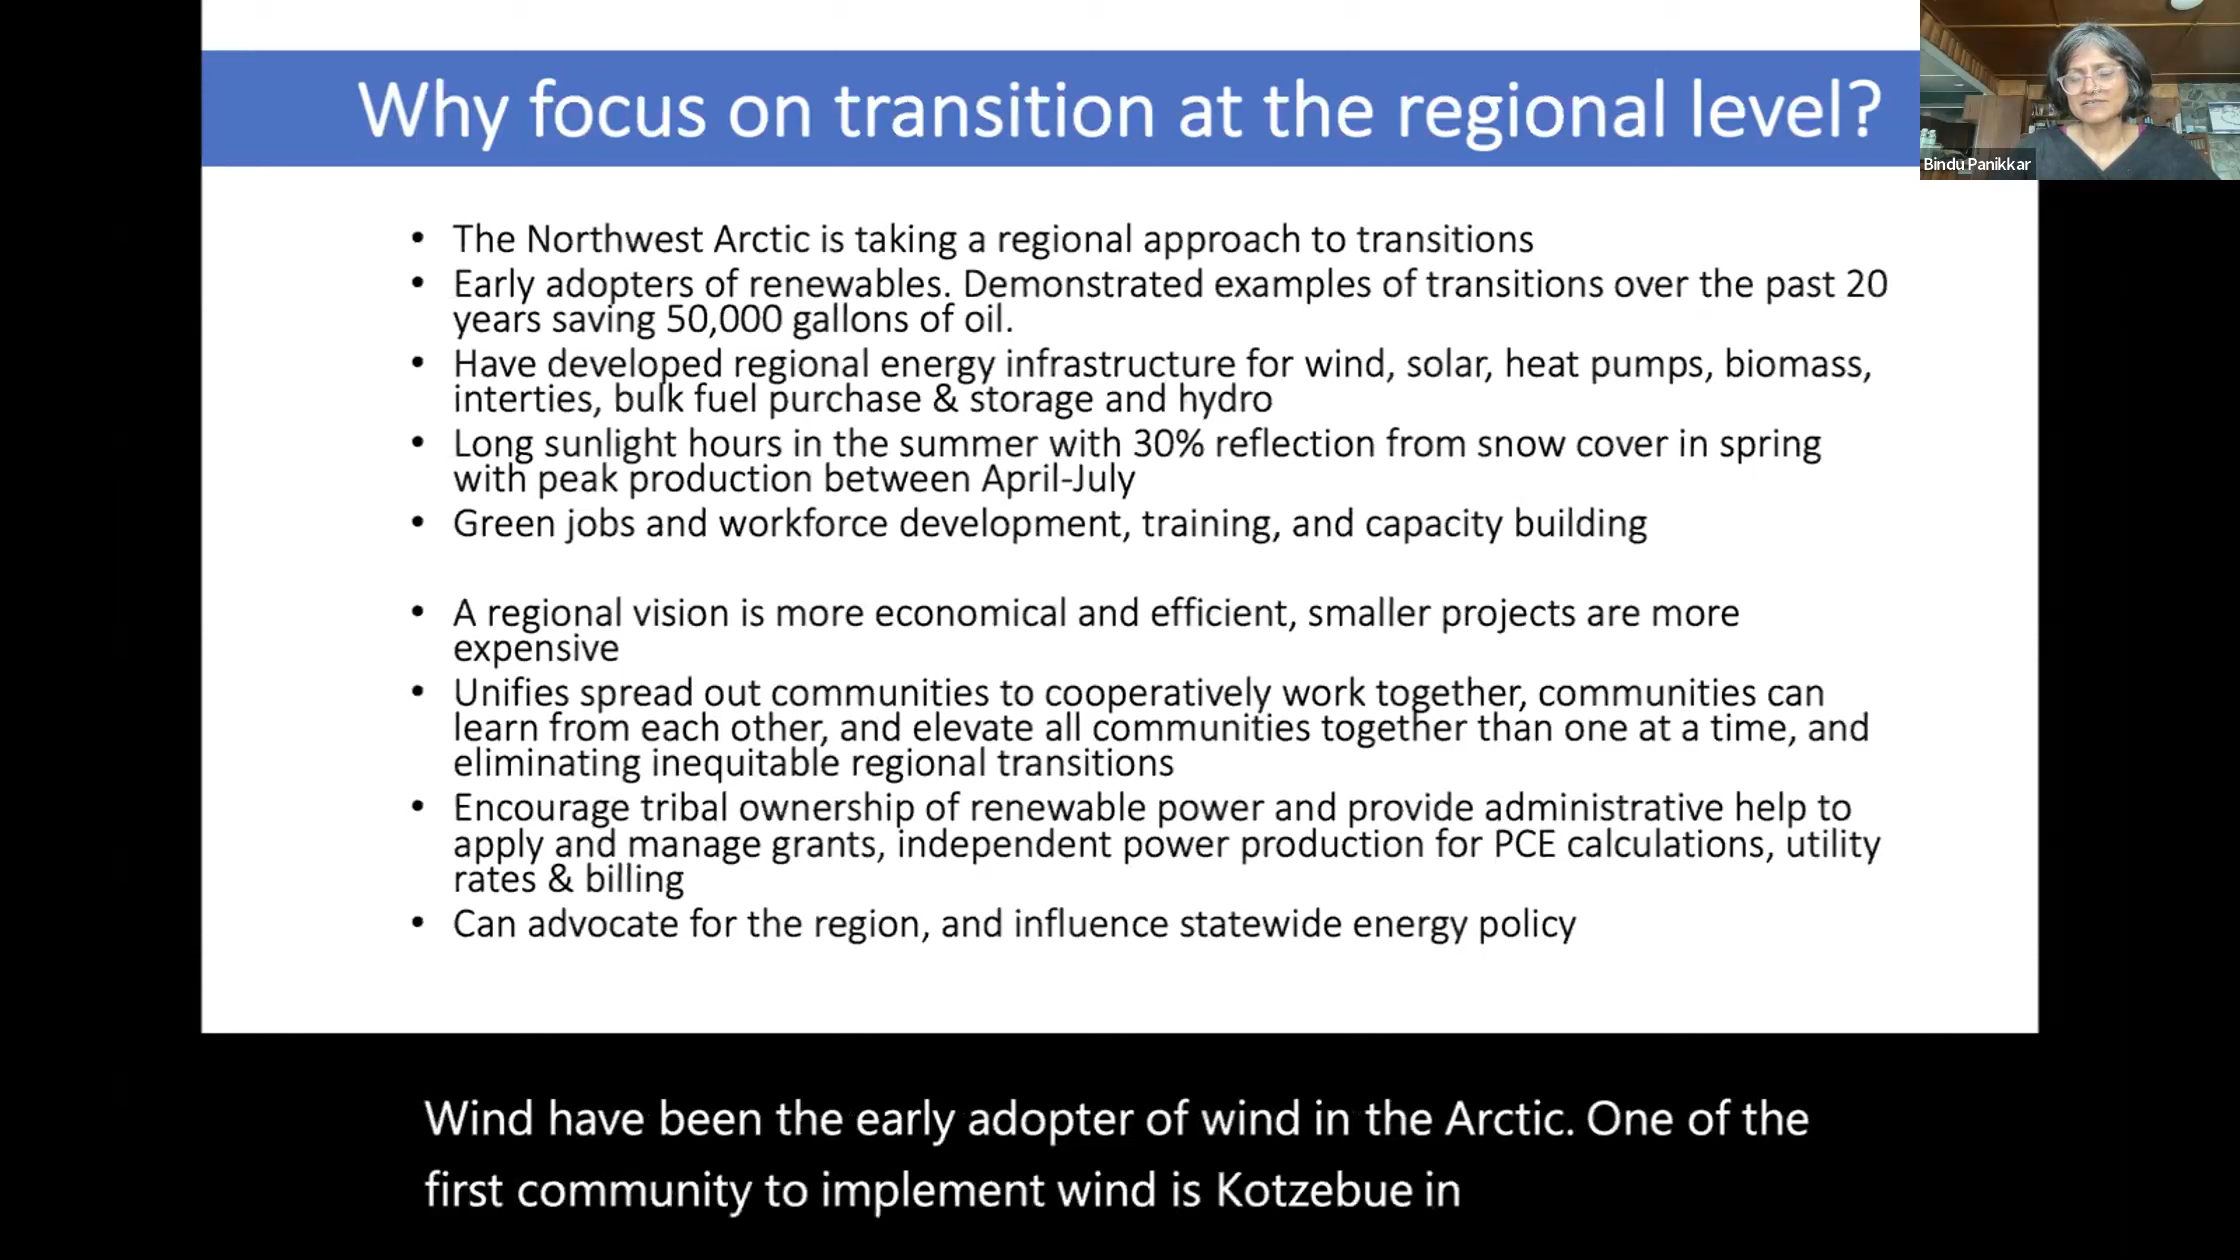 Why focus on transition at the regional level?
Bindu Panikkar
• The Northwest Arctic is taking a regional approach to transitions
• Early adopters of renewables. Demonstrated examples of transitions over the past 20
years saving 50,000 gallons of oil.
• Have developed regional energy infrastructure for wind, solar, heat pumps, biomass,
interties, bulk fuel purchase & storage and hydro
• Long sunlight hours in the summer with 30% reflection from snow cover in spring
with peak production between April-July
• Green jobs and workforce development, training, and capacity building
• A regional vision is more economical and efficient, smaller projects are more
expensive
• Unifies spread out communities to cooperatively work together, communities can
learn from each other, and elevate all communities together than one at a time, and
eliminating inequitable regional transitions
• Encourage tribal ownership of renewable power and provide administrative help to
apply and manage grants, independent power production for PCE calculations, utility
rates & billing
• Can advocate for the region, and influence statewide energy policy
Wind have been the early adopter of wind in the Arctic. One of the
first community to implement wind is Kotzebue in